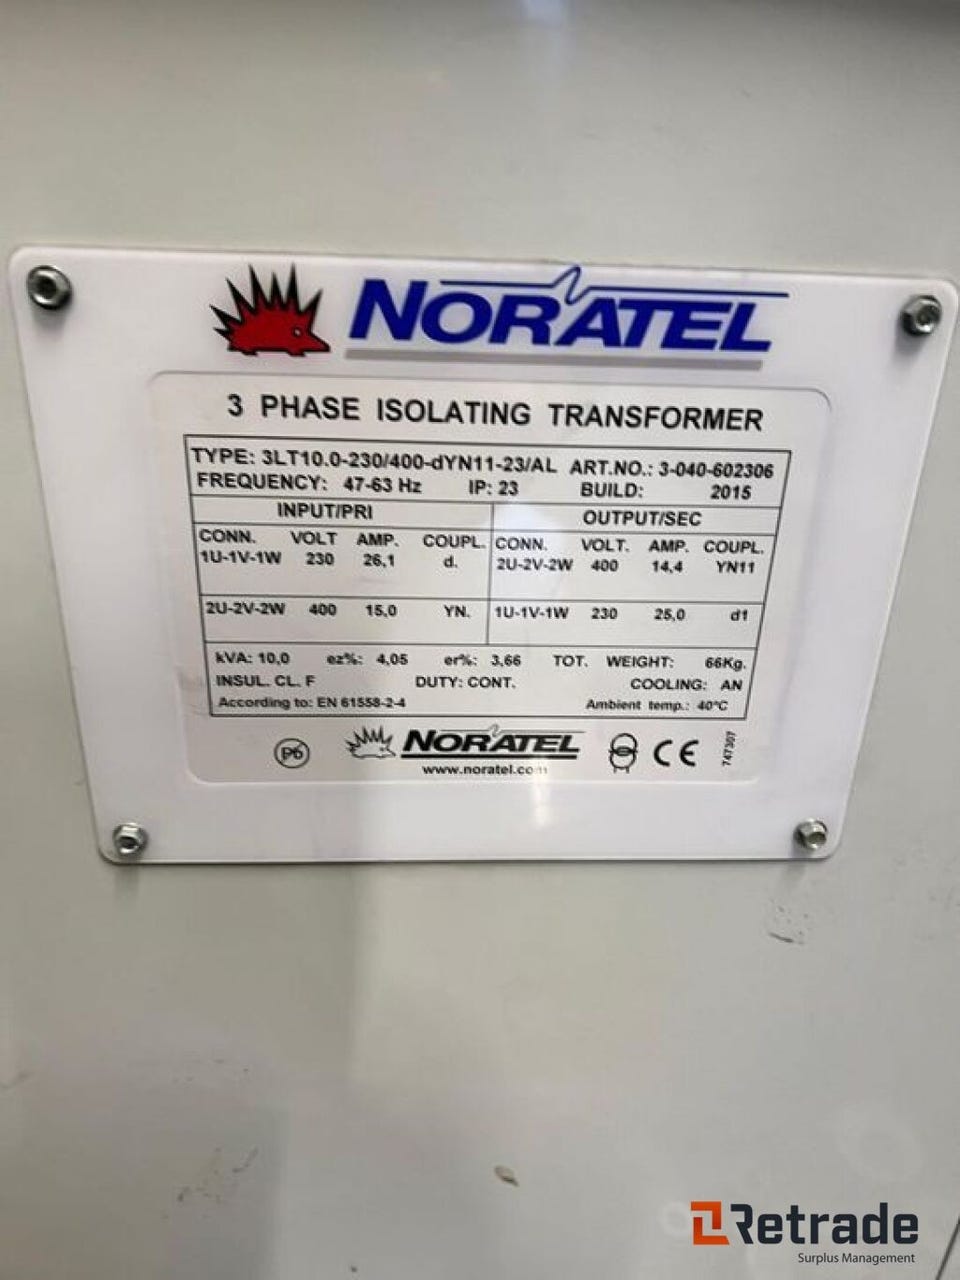 NORATEL
3 PHASE ISOLATING TRANSFORMER
TYPE: 3LT10.0-230/400-dYN11-23/AL ART.NO.: 3-040-602306
FREQUENCY: 47-63 Hz IP: 23 BUILD: 2015
INPUT/PRI OUTPUT/SEC
CONN. VOLT AMP. COUPL. CONN. VOLT. AMP. COUPL.
1U-1V-1W 230 26,1 d. 2U-2V-2W 400 14,4 YN11
2U-2V-2W 400 15,0 YN. 1U-1V-1W 230 25,0 d1
kVA: 10,0 ez%: 4,05 er%: 3,66 TOT. WEIGHT: 66Kg.
INSUL. CL. F DUTY: CONT. COOLING: AN
According to: EN 61558-2-4 Ambient temp.: 40°C
Pb NORATEL CE 747307
www.noratel.com
Retrade
Surplus Management